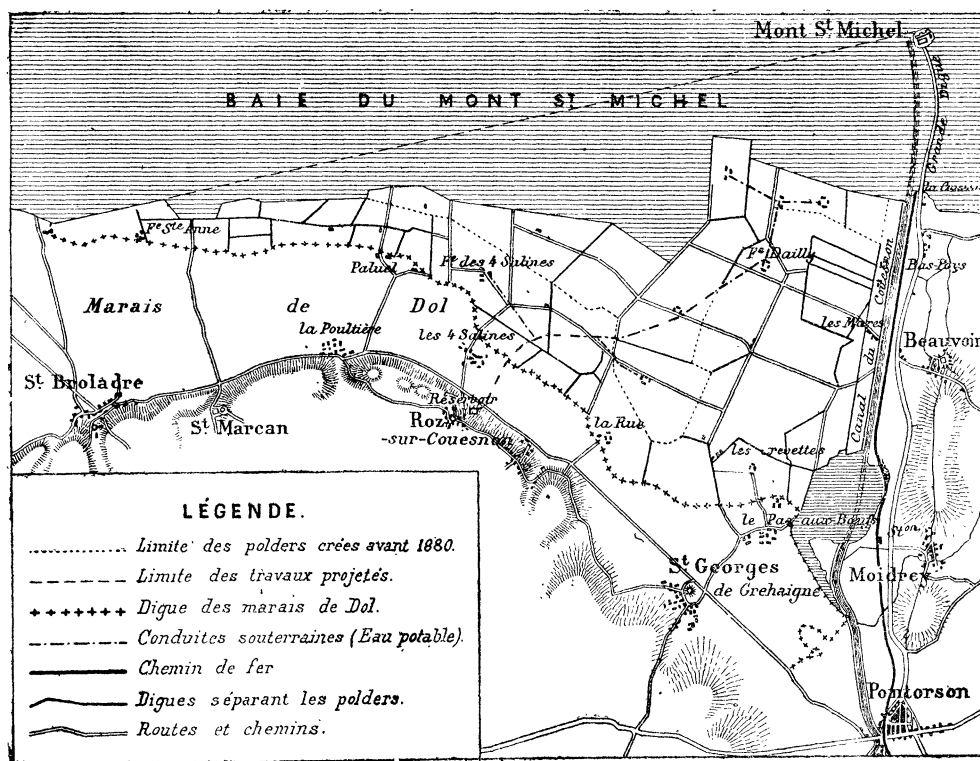 Mont St Michel
BAIE DU MONT ST MICHEL
Grande Digue
Fe Ste Anne
Paluel
Fe des 4 Salines
Fe Dailly
Couesnon
Bas-Pays
Marais de Dol
la Poultière
les 4 Salines
les Mares
Beauvoir
St Broladre
St Marcan
Réservoir
Roz
-sur-Couesnon
la Rue
Canal du
les revettes
le Pas aux Bœufs
Ston
St Georges
de Grehaigne
Moidrey
Pontorson
LÉGENDE.
Limite des polders crées avant 1880.
Limite des travaux projetés.
Digue des marais de Dol.
Conduites souterraines (Eau potable).
Chemin de fer
Digues séparant les polders.
Routes et chemins.